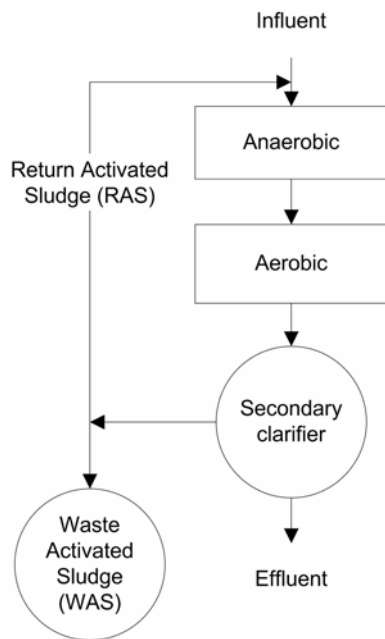 Influent
Anaerobic
Return Activated
Sludge (RAS)
Aerobic
Secondary
clarifier
Waste
Activated
Sludge
(WAS)
Effluent